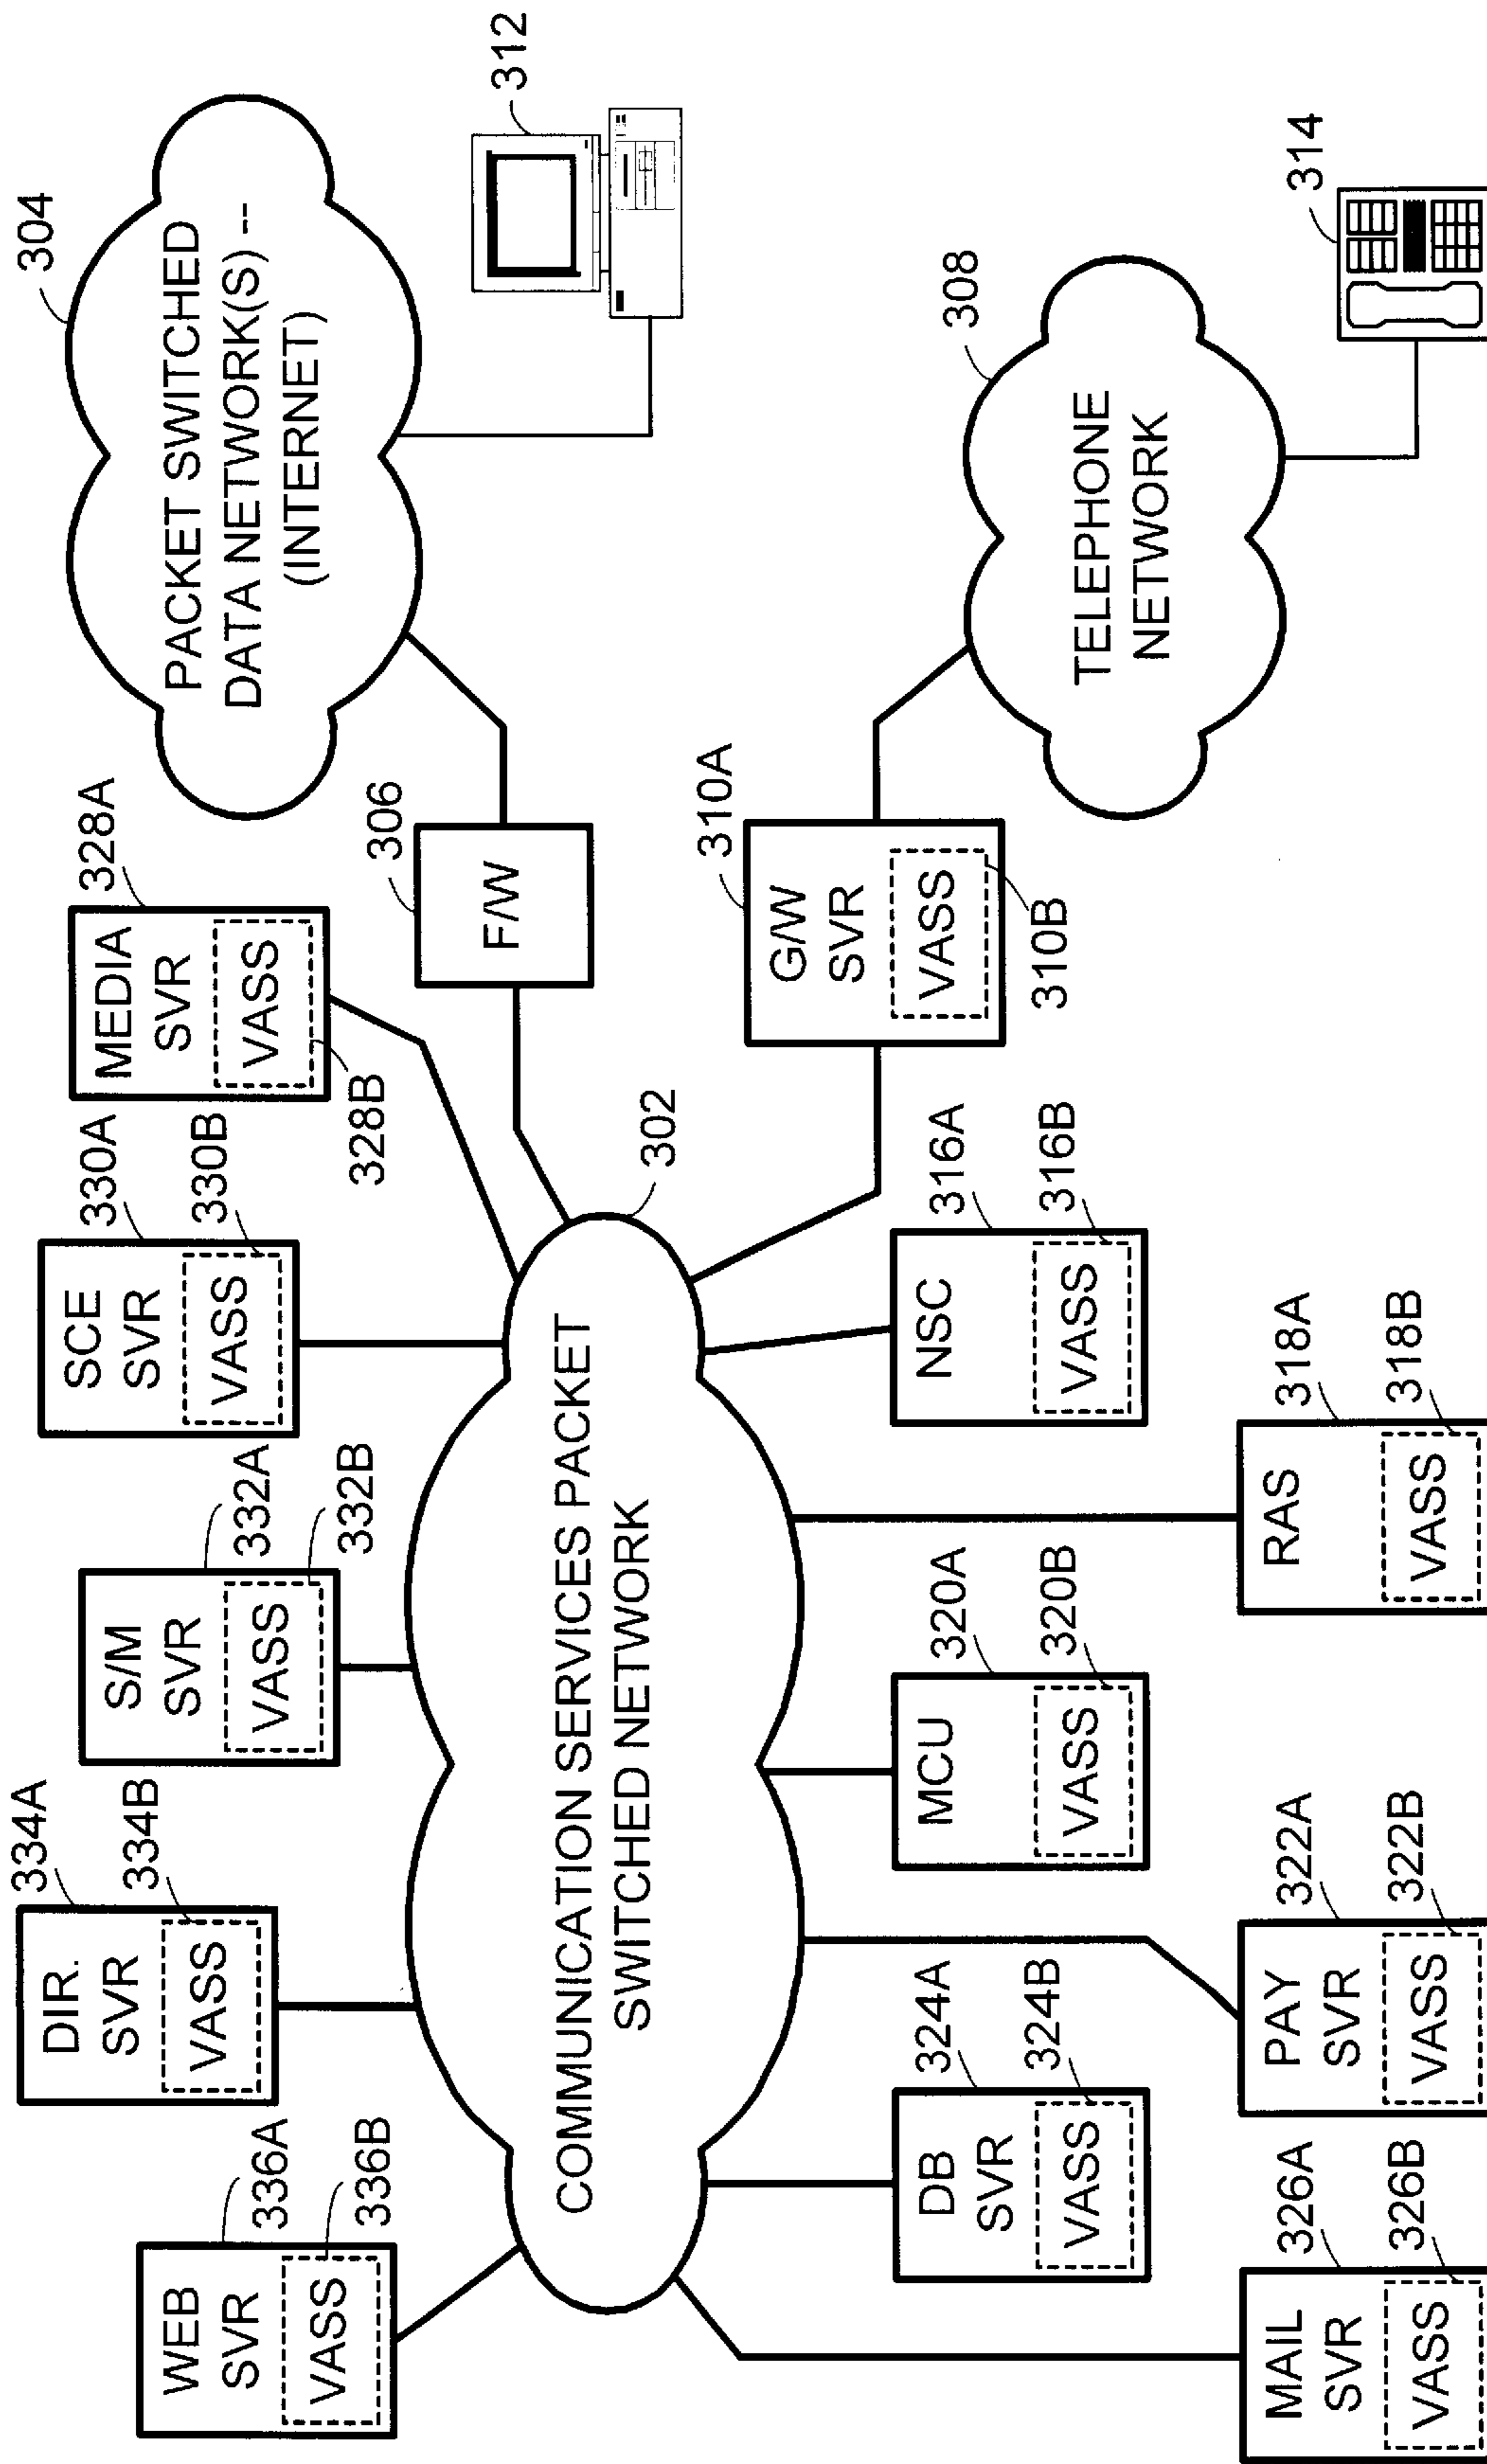 336A
WEB
SVR
VASS
336B
334A
DIR.
SVR
VASS
334B
332A
S/M
SVR
VASS
332B
330A
SCE
SVR
VASS
330B
328A
MEDIA
SVR
VASS
328B
304
PACKET SWITCHED
DATA NETWORK(S) --
(INTERNET)
306
F/W
312
302
COMMUNICATION SERVICES PACKET
SWITCHED NETWORK
310A
G/W
SVR
VASS
310B
308
TELEPHONE
NETWORK
314
324A
DB
SVR
VASS
324B
320A
MCU
VASS
320B
316A
NSC
VASS
316B
326A
MAIL
SVR
VASS
326B
322A
PAY
SVR
VASS
322B
318A
RAS
VASS
318B